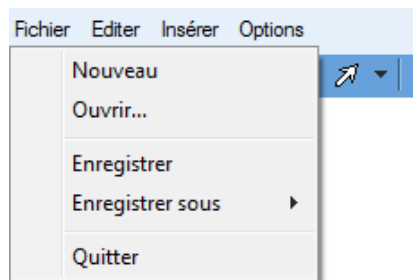 Fichier Editer Insérer Options
Nouveau
Ouvrir...
Enregistrer
Enregistrer sous
Quitter